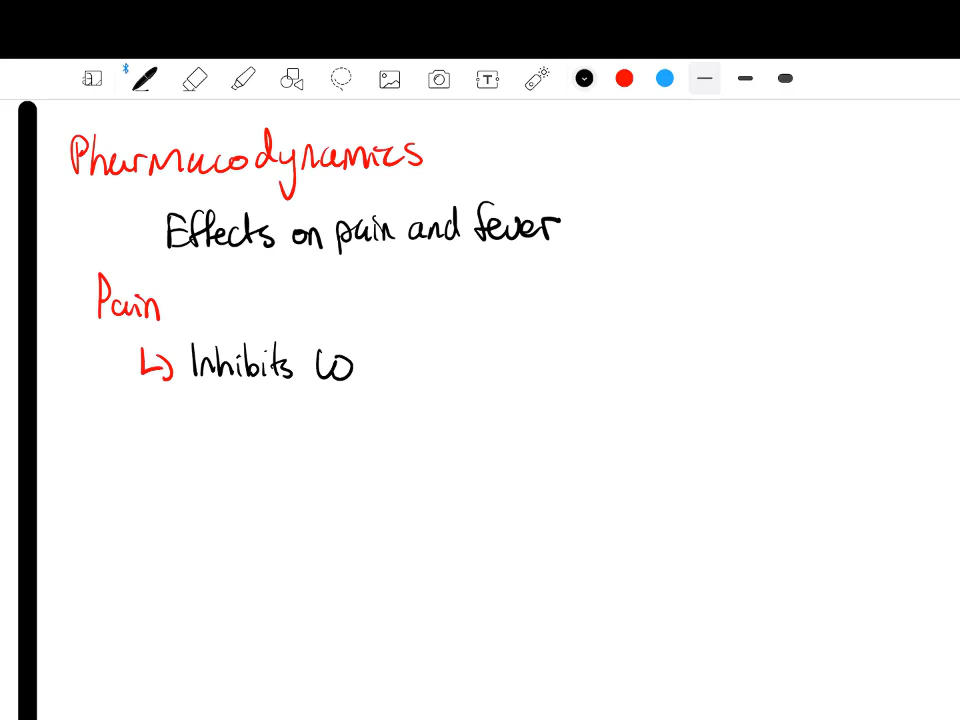 Pharmacodynamics
Effects on pain and fever
Pain
↳ Inhibits CO